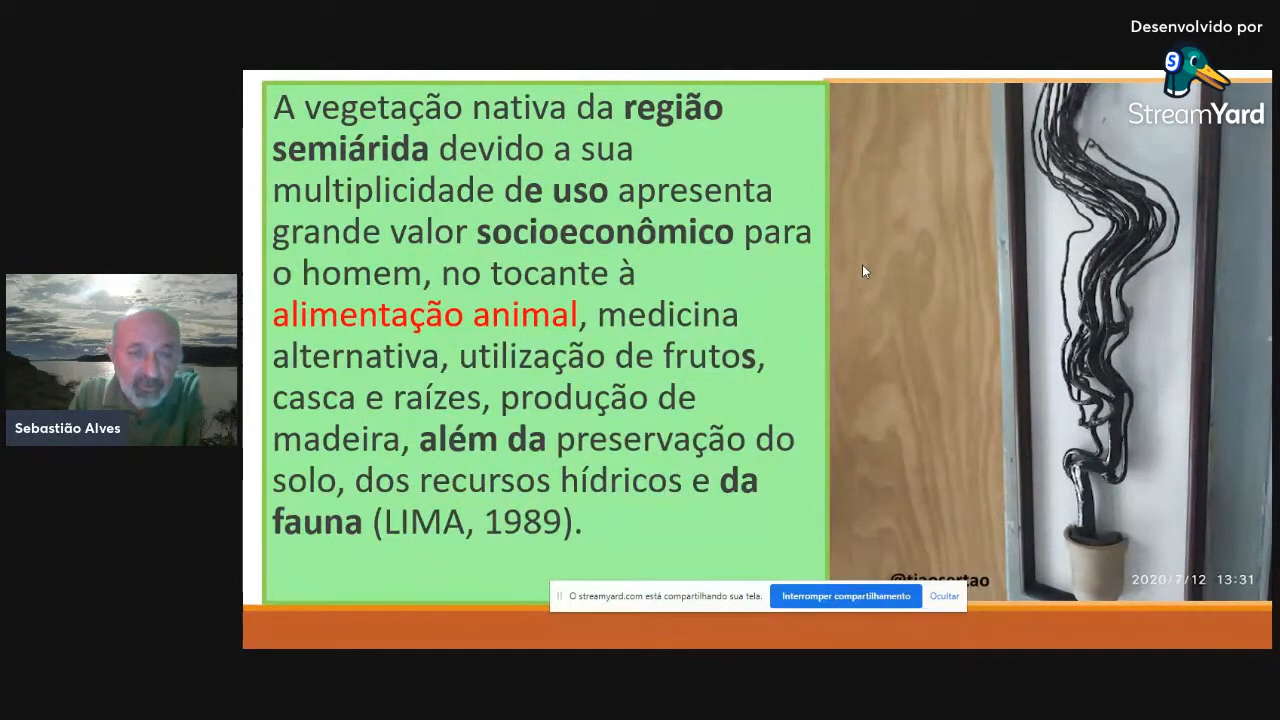 Desenvolvido por
StreamYard
A vegetação nativa da região
semiárida devido a sua
multiplicidade de uso apresenta
grande valor socioeconômico para
o homem, no tocante à
alimentação animal, medicina
alternativa, utilização de frutos,
casca e raízes, produção de
madeira, além da preservação do
solo, dos recursos hídricos e da
fauna (LIMA, 1989).
Sebastião Alves
@tiaosertao
2020/7/12 13:31
O streamyard.com está compartilhando sua tela.
Interromper compartilhamento
Ocultar